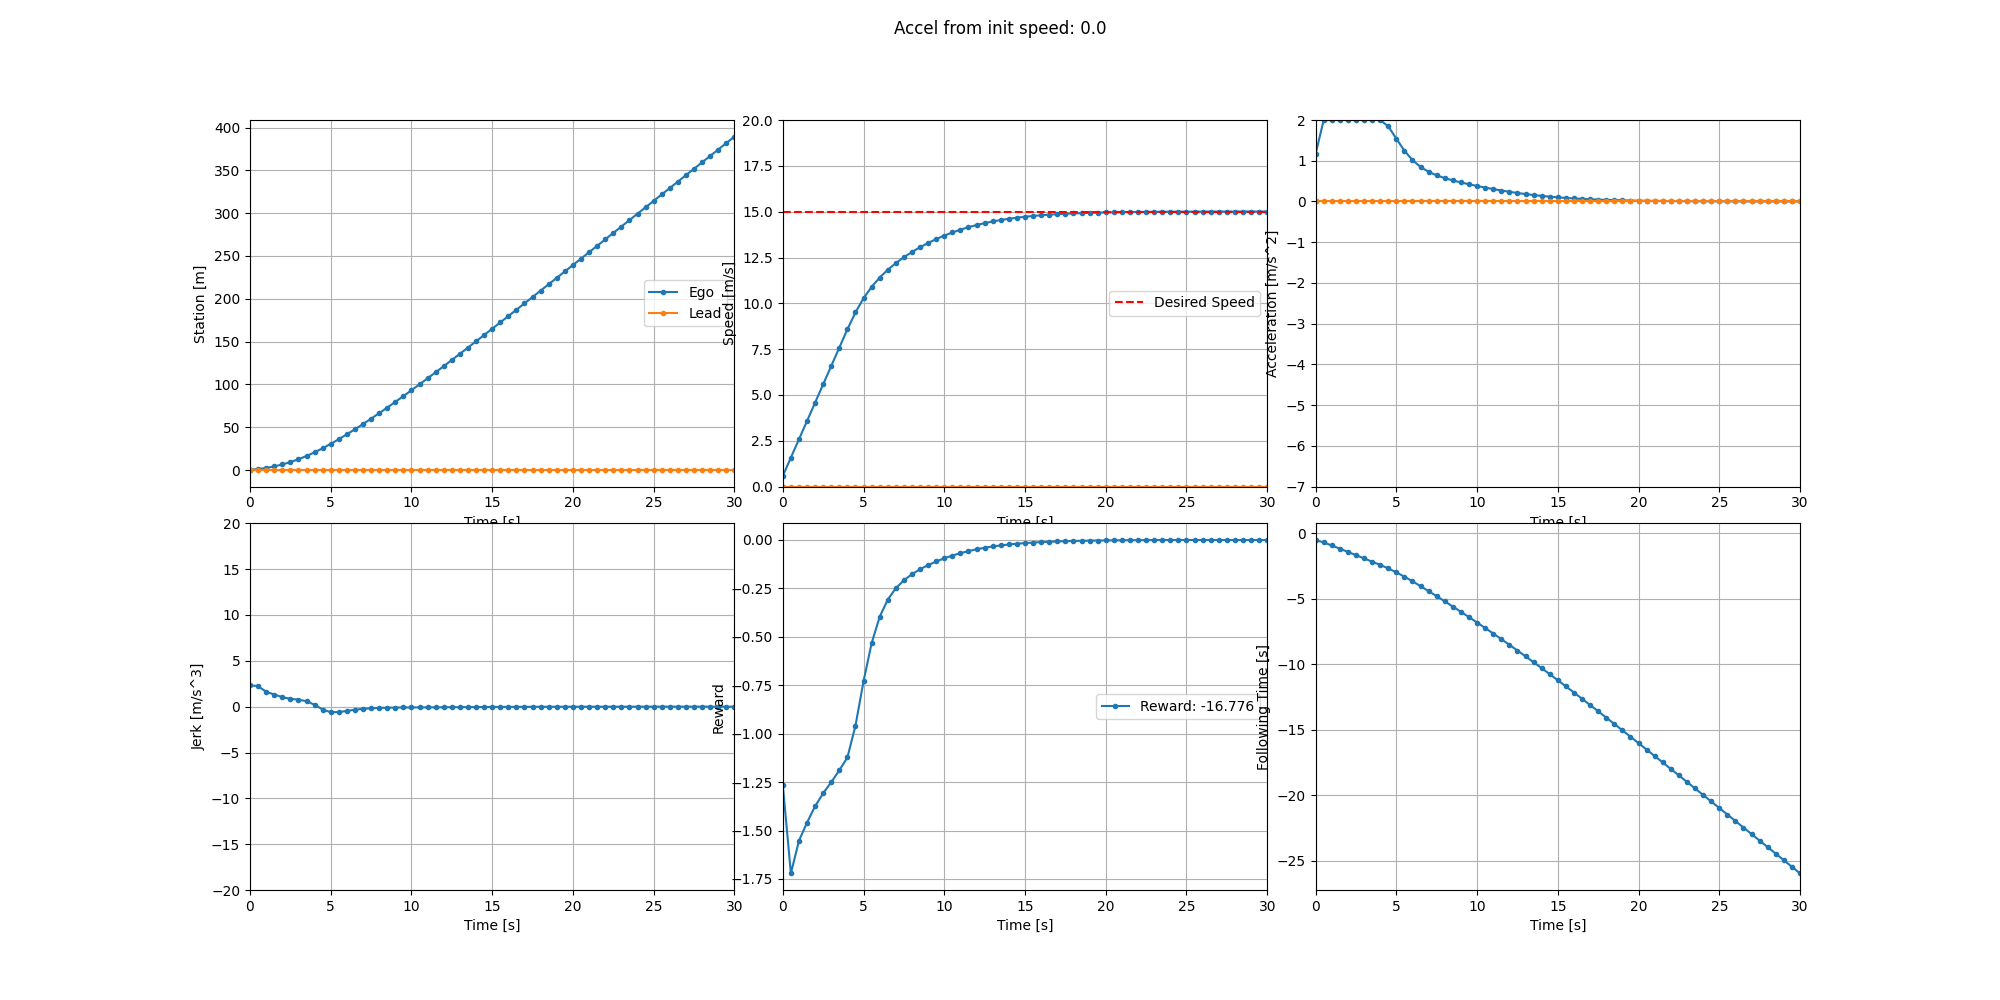 Accel from init speed: 0.0
400
350
300
250
200
150
100
50
0
Station [m]
Ego
Lead
0 5 10 15 20 25 30
Time [s]
20.0
17.5
15.0
12.5
10.0
7.5
5.0
2.5
0.0
Speed [m/s]
Desired Speed
0 5 10 15 20 25 30
Time [s]
2
1
0
−1
−2
−3
−4
−5
−6
−7
Acceleration [m/s^2]
0 5 10 15 20 25 30
Time [s]
20
15
10
5
0
−5
−10
−15
−20
Jerk [m/s^3]
0 5 10 15 20 25 30
Time [s]
0.00
−0.25
−0.50
−0.75
−1.00
−1.25
−1.50
−1.75
Reward
Reward: -16.776
0 5 10 15 20 25 30
Time [s]
0
−5
−10
−15
−20
−25
Following Time [s]
0 5 10 15 20 25 30
Time [s]